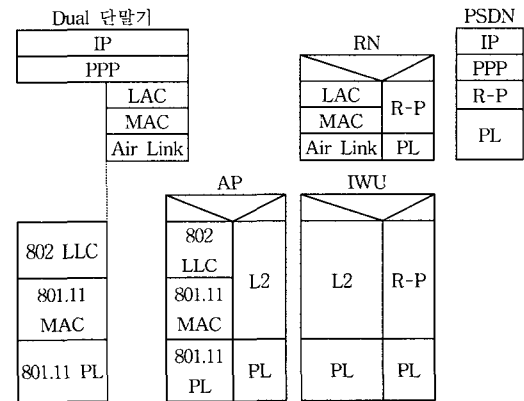 Dual 단말기
IP
PPP
LAC
MAC
Air Link
RN
LAC
MAC
Air Link
R-P
PL
PSDN
IP
PPP
R-P
PL
802 LLC
801.11
MAC
801.11 PL
AP
802
LLC
801.11
MAC
801.11
PL
L2
PL
IWU
L2
PL
R-P
PL